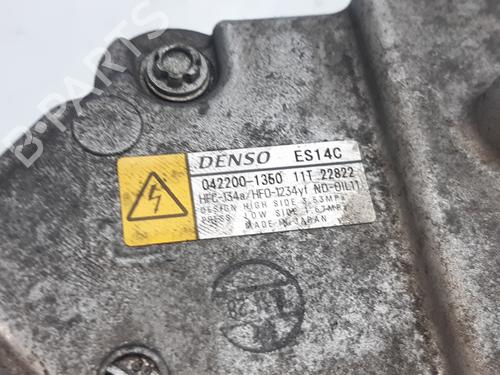 B-PARTS
DENSO ES14C
042200-1350 11T 22822
HFC-134a/HFO-1234yf ND-OIL11
DESIGN HIGH SIDE 3.53MPa
PRESS. LOW SIDE 1.67MPa
MADE IN JAPAN